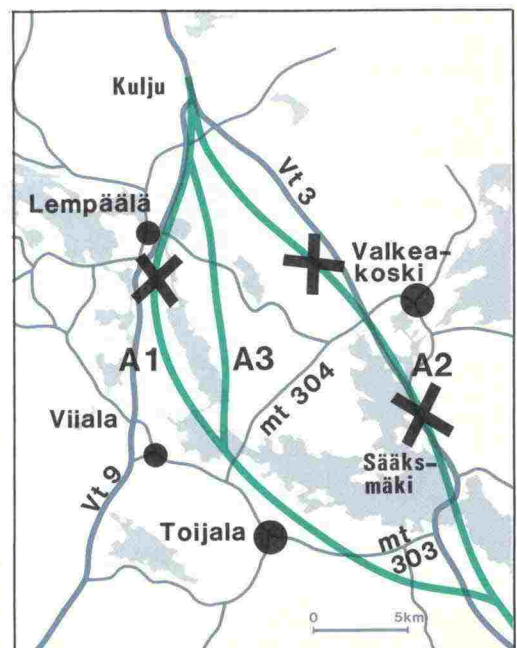 Kulju
Vt 3
Lempäälä
Valkea-
koski
A1
A3
A2
mt 304
Viiala
Vt 9
Sääks-
mäki
Toijala
mt
303
0 5km